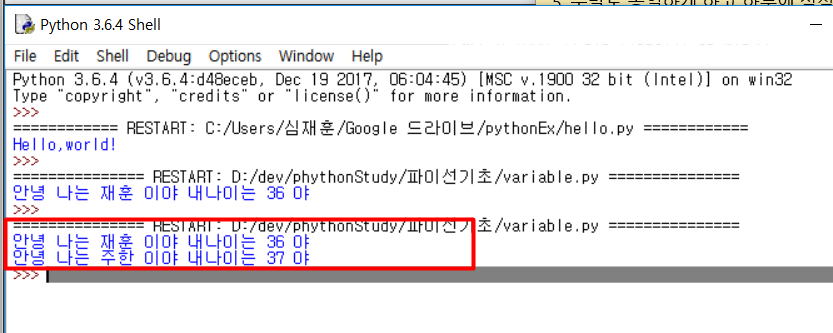 Python 3.6.4 Shell
File Edit Shell Debug Options Window Help
Python 3.6.4 (v3.6.4:d48eceb, Dec 19 2017, 06:04:45) [MSC v.1900 32 bit (Intel)] on win32
Type "copyright", "credits" or "license()" for more information.
>>>
============ RESTART: C:/Users/심재훈/Google 드라이브/pythonEx/hello.py ============
Hello,world!
>>>
=============== RESTART: D:/dev/phythonStudy/파이선기초/variable.py ===============
안녕 나는 재훈 이야 내나이는 36 야
>>>
=============== RESTART: D:/dev/phythonStudy/파이선기초/variable.py ===============
안녕 나는 재훈 이야 내나이는 36 야
안녕 나는 주한 이야 내나이는 37 야
>>>